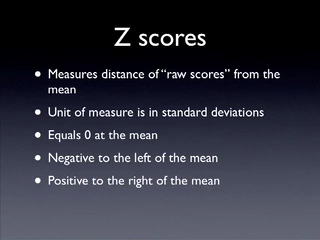 Z scores
• Measures distance of “raw scores” from the
mean
• Unit of measure is in standard deviations
• Equals 0 at the mean
• Negative to the left of the mean
• Positive to the right of the mean